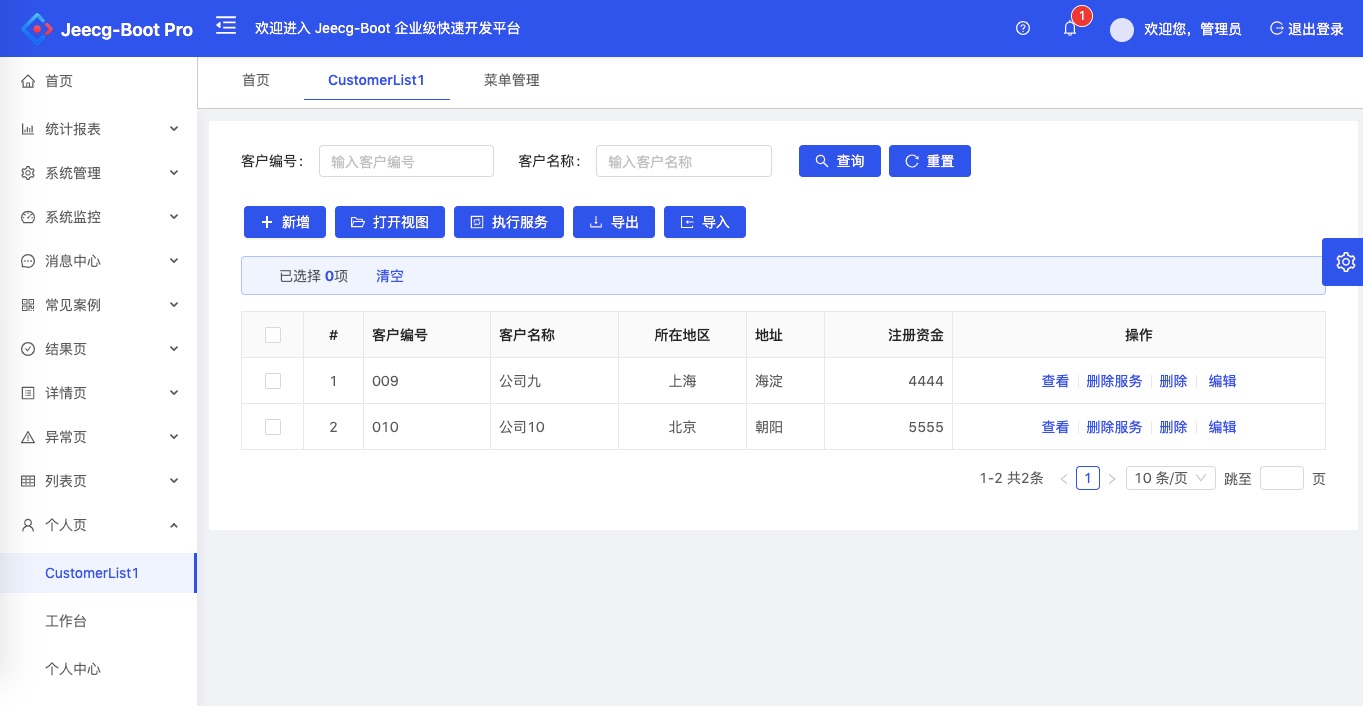 Jeecg-Boot Pro 欢迎进入 Jeecg-Boot 企业级快速开发平台 1 欢迎您，管理员 退出登录
首页
统计报表
系统管理
系统监控
消息中心
常见案例
结果页
详情页
异常页
列表页
个人页
CustomerList1
工作台
个人中心
首页 CustomerList1 菜单管理
客户编号： 输入客户编号 客户名称： 输入客户名称 查询 重置
新增 打开视图 执行服务 导出 导入
已选择 0项 清空
# 客户编号 客户名称 所在地区 地址 注册资金 操作
1 009 公司九 上海 海淀 4444 查看 删除服务 删除 编辑
2 010 公司10 北京 朝阳 5555 查看 删除服务 删除 编辑
1-2 共2条 1 10 条/页 跳至 页